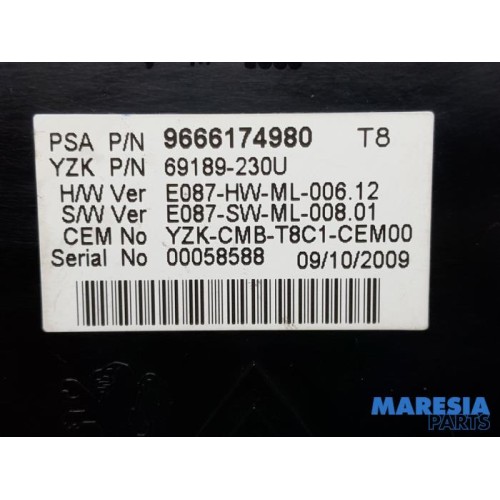 PSA P/N 9666174980 T8
YZK P/N 69189-230U
H/W Ver E087-HW-ML-006.12
S/W Ver E087-SW-ML-008.01
CEM No YZK-CMB-T8C1-CEM00
Serial No 00058588 09/10/2009
MARESIA
PARTS